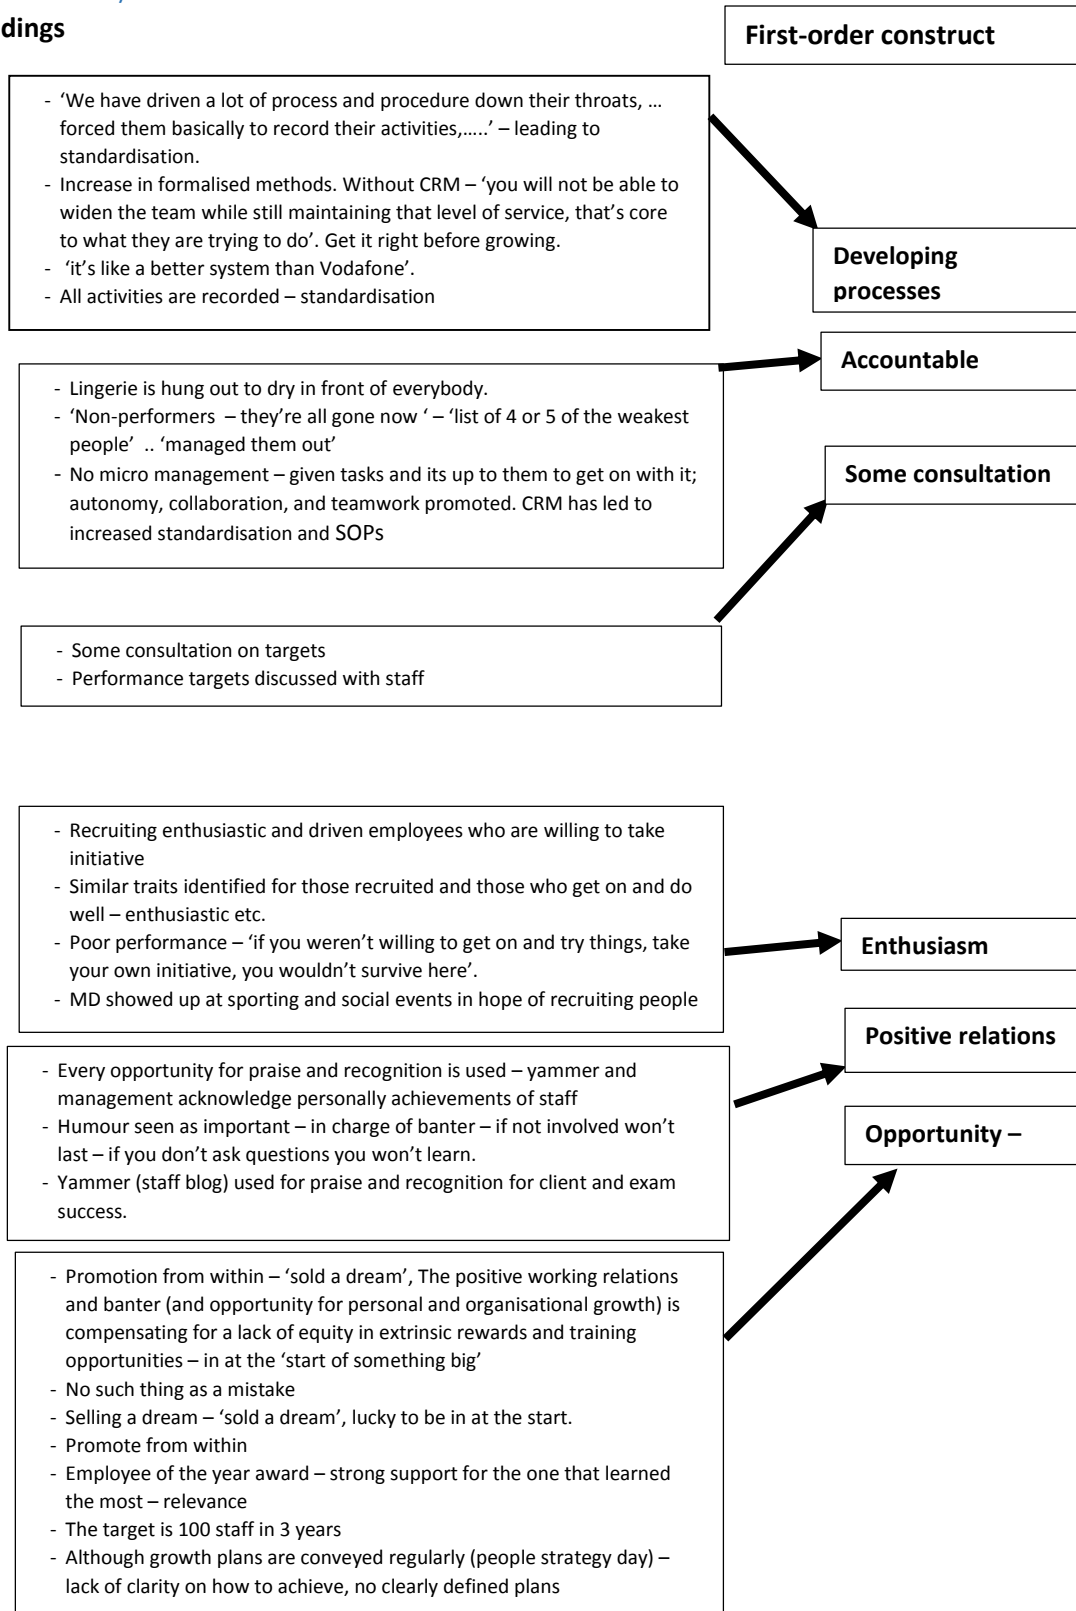 dings
First-order construct
- ‘We have driven a lot of process and procedure down their throats, …
forced them basically to record their activities,…..’ – leading to
standardisation.
- Increase in formalised methods. Without CRM – ‘you will not be able to
widen the team while still maintaining that level of service, that’s core
to what they are trying to do’. Get it right before growing.
- ‘it’s like a better system than Vodafone’.
- All activities are recorded – standardisation
Developing
processes
Accountable
- Lingerie is hung out to dry in front of everybody.
- ‘Non-performers – they’re all gone now ‘ – ‘list of 4 or 5 of the weakest
people’ .. ‘managed them out’
- No micro management – given tasks and its up to them to get on with it;
autonomy, collaboration, and teamwork promoted. CRM has led to
increased standardisation and SOPs
Some consultation
- Some consultation on targets
- Performance targets discussed with staff
- Recruiting enthusiastic and driven employees who are willing to take
initiative
- Similar traits identified for those recruited and those who get on and do
well – enthusiastic etc.
- Poor performance – ‘if you weren’t willing to get on and try things, take
your own initiative, you wouldn’t survive here’.
- MD showed up at sporting and social events in hope of recruiting people
Enthusiasm
Positive relations
- Every opportunity for praise and recognition is used – yammer and
management acknowledge personally achievements of staff
- Humour seen as important – in charge of banter – if not involved won’t
last – if you don’t ask questions you won’t learn.
- Yammer (staff blog) used for praise and recognition for client and exam
success.
Opportunity –
- Promotion from within – ‘sold a dream’, The positive working relations
and banter (and opportunity for personal and organisational growth) is
compensating for a lack of equity in extrinsic rewards and training
opportunities – in at the ‘start of something big’
- No such thing as a mistake
- Selling a dream – ‘sold a dream’, lucky to be in at the start.
- Promote from within
- Employee of the year award – strong support for the one that learned
the most – relevance
- The target is 100 staff in 3 years
- Although growth plans are conveyed regularly (people strategy day) –
lack of clarity on how to achieve, no clearly defined plans